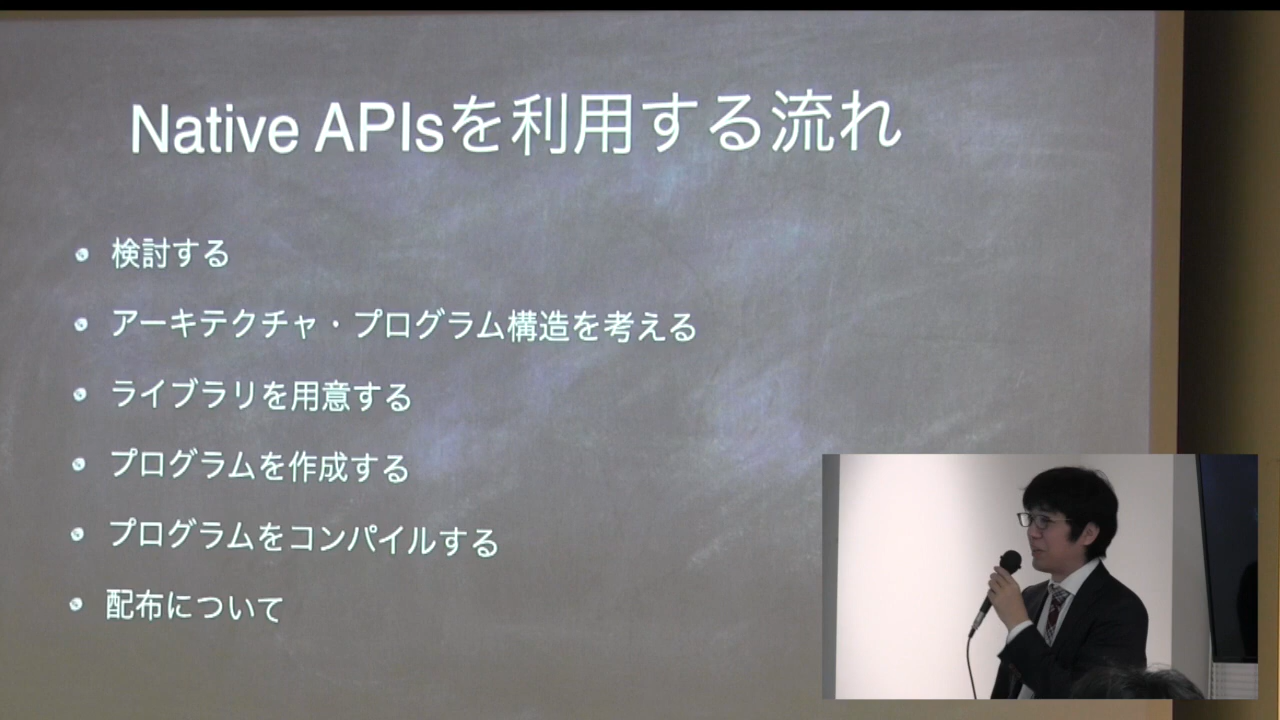 Native APIsを利用する流れ
検討する
アーキテクチャ・プログラム構造を考える
ライブラリを用意する
プログラムを作成する
プログラムをコンパイルする
配布について